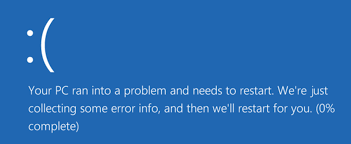 :(
Your PC ran into a problem and needs to restart. We're just
collecting some error info, and then we'll restart for you. (0%
complete)